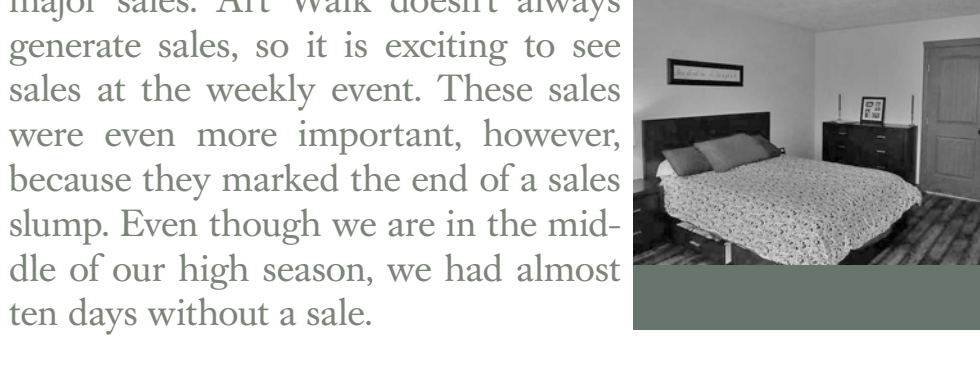 major sales. Art Walk doesn't always
generate sales, so it is exciting to see
sales at the weekly event. These sales
were even more important, however,
because they marked the end of a sales
slump. Even though we are in the mid-
dle of our high season, we had almost
ten days without a sale.